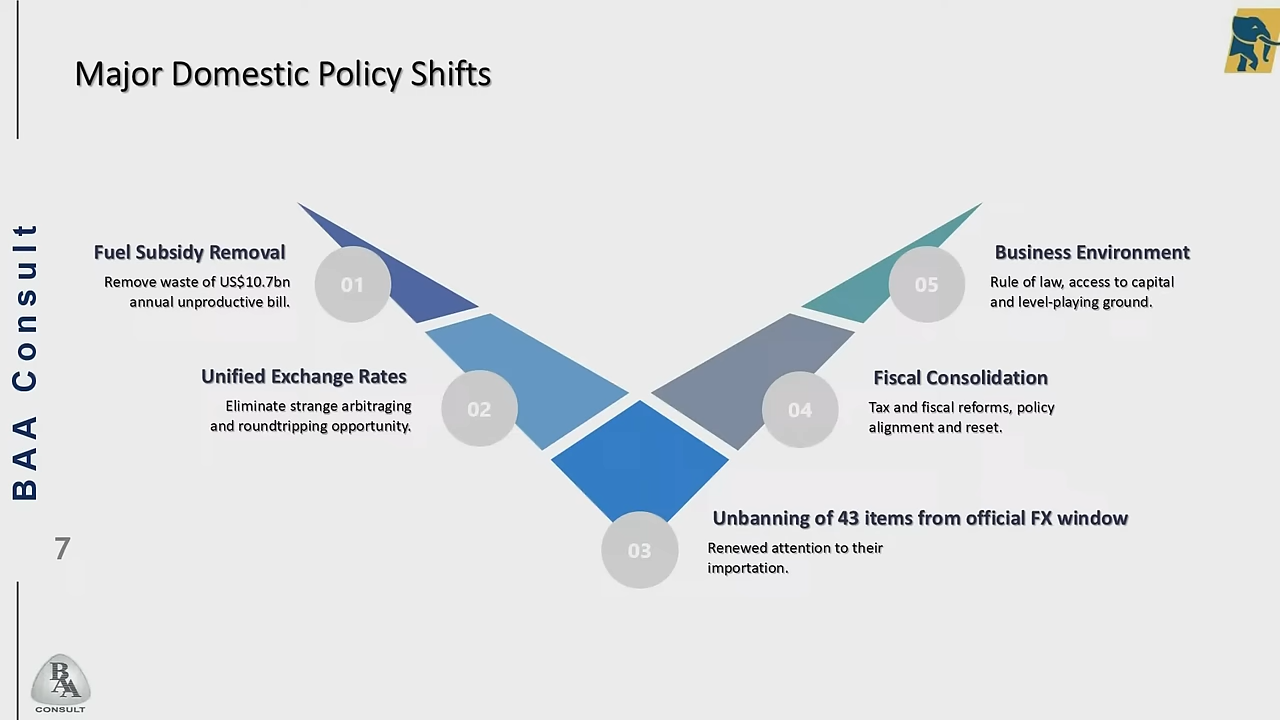 Major Domestic Policy Shifts
Fuel Subsidy Removal
Remove waste of US$10.7bn
annual unproductive bill.
01
Unified Exchange Rates
Eliminate strange arbitraging
and roundtripping opportunity.
02
03
Unbanning of 43 items from official FX window
Renewed attention to their
importation.
04
Fiscal Consolidation
Tax and fiscal reforms, policy
alignment and reset.
05
Business Environment
Rule of law, access to capital
and level-playing ground.
BAA Consult
7
BAA
CONSULT